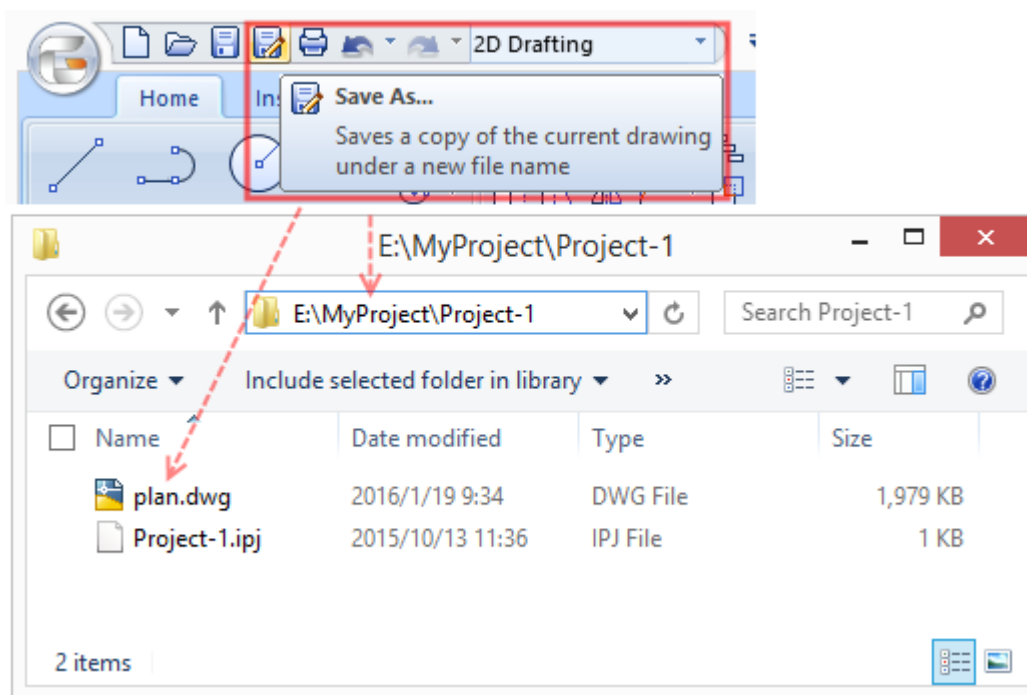 2D Drafting
Home
Ins
Save As...
Saves a copy of the current drawing
under a new file name
E:\MyProject\Project-1
E:\MyProject\Project-1
Search Project-1
Organize
Include selected folder in library
»
Name Date modified Type Size
plan.dwg 2016/1/19 9:34 DWG File 1,979 KB
Project-1.ipj 2015/10/13 11:36 IPJ File 1 KB
2 items